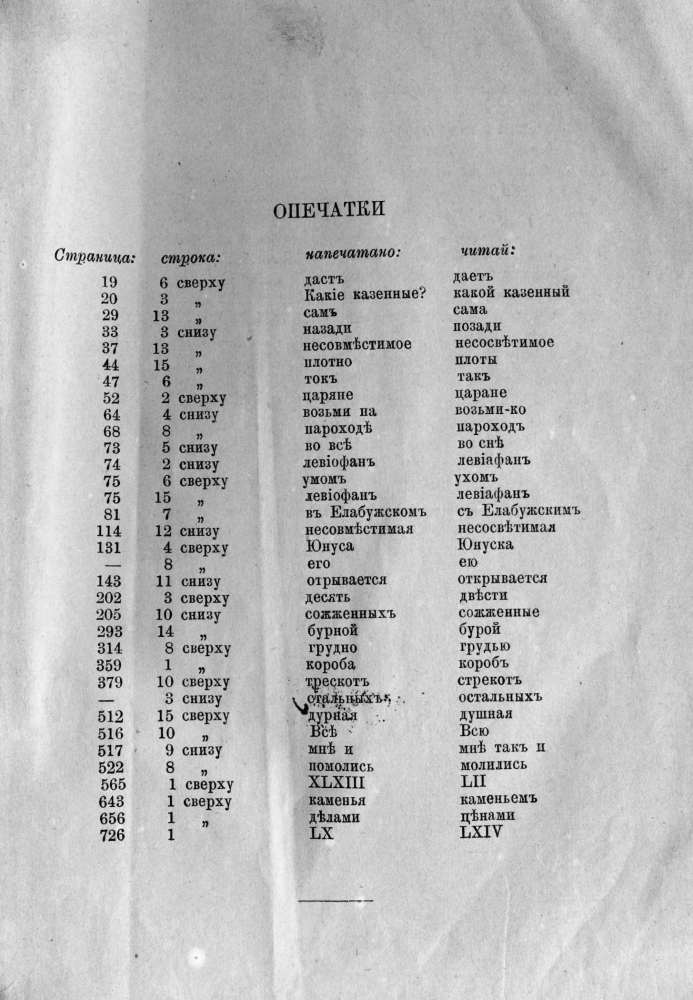 ОПЕЧАТКИ
Страница: строка: напечатано: читай:
19 6 сверху дастъ даетъ
20 3 „ Какіе казенные? какой казенный
29 13 „ самъ сама
33 3 снизу назади позади
37 13 „ несовмѣстимое несосвѣтимое
44 15 „ плотно плоты
47 6 „ токъ такъ
52 2 сверху царяне царане
64 4 снизу возьми на возьми-ко
68 8 „ пароходѣ пароходъ
73 5 снизу во всѣ во снѣ
74 2 снизу левіофанъ левіафанъ
75 6 сверху умомъ ухомъ
75 15 „ левіофанъ левіафанъ
81 7 „ въ Елабужскомъ съ Елабужскимъ
114 12 снизу несовмѣстимая несосвѣтимая
131 4 сверху Юнуса Юнуска
— 8 „ его ею
143 11 снизу отрывается открывается
202 3 сверху десять двѣсти
205 10 снизу сожженныхъ сожженные
293 14 „ бурной бурой
314 8 сверху грудно грудью
359 1 „ короба коробъ
379 10 сверху трескотъ стрекотъ
— 3 снизу стальныхъ остальныхъ
512 15 сверху дурная душная
516 10 „ Всѣ Всю
517 9 снизу мнѣ и мнѣ такъ и
522 8 „ помолись молились
565 1 сверху XLXIII LII
643 1 сверху каменья каменьемъ
656 1 „ дѣлами цѣнами
726 1 LX LXIV